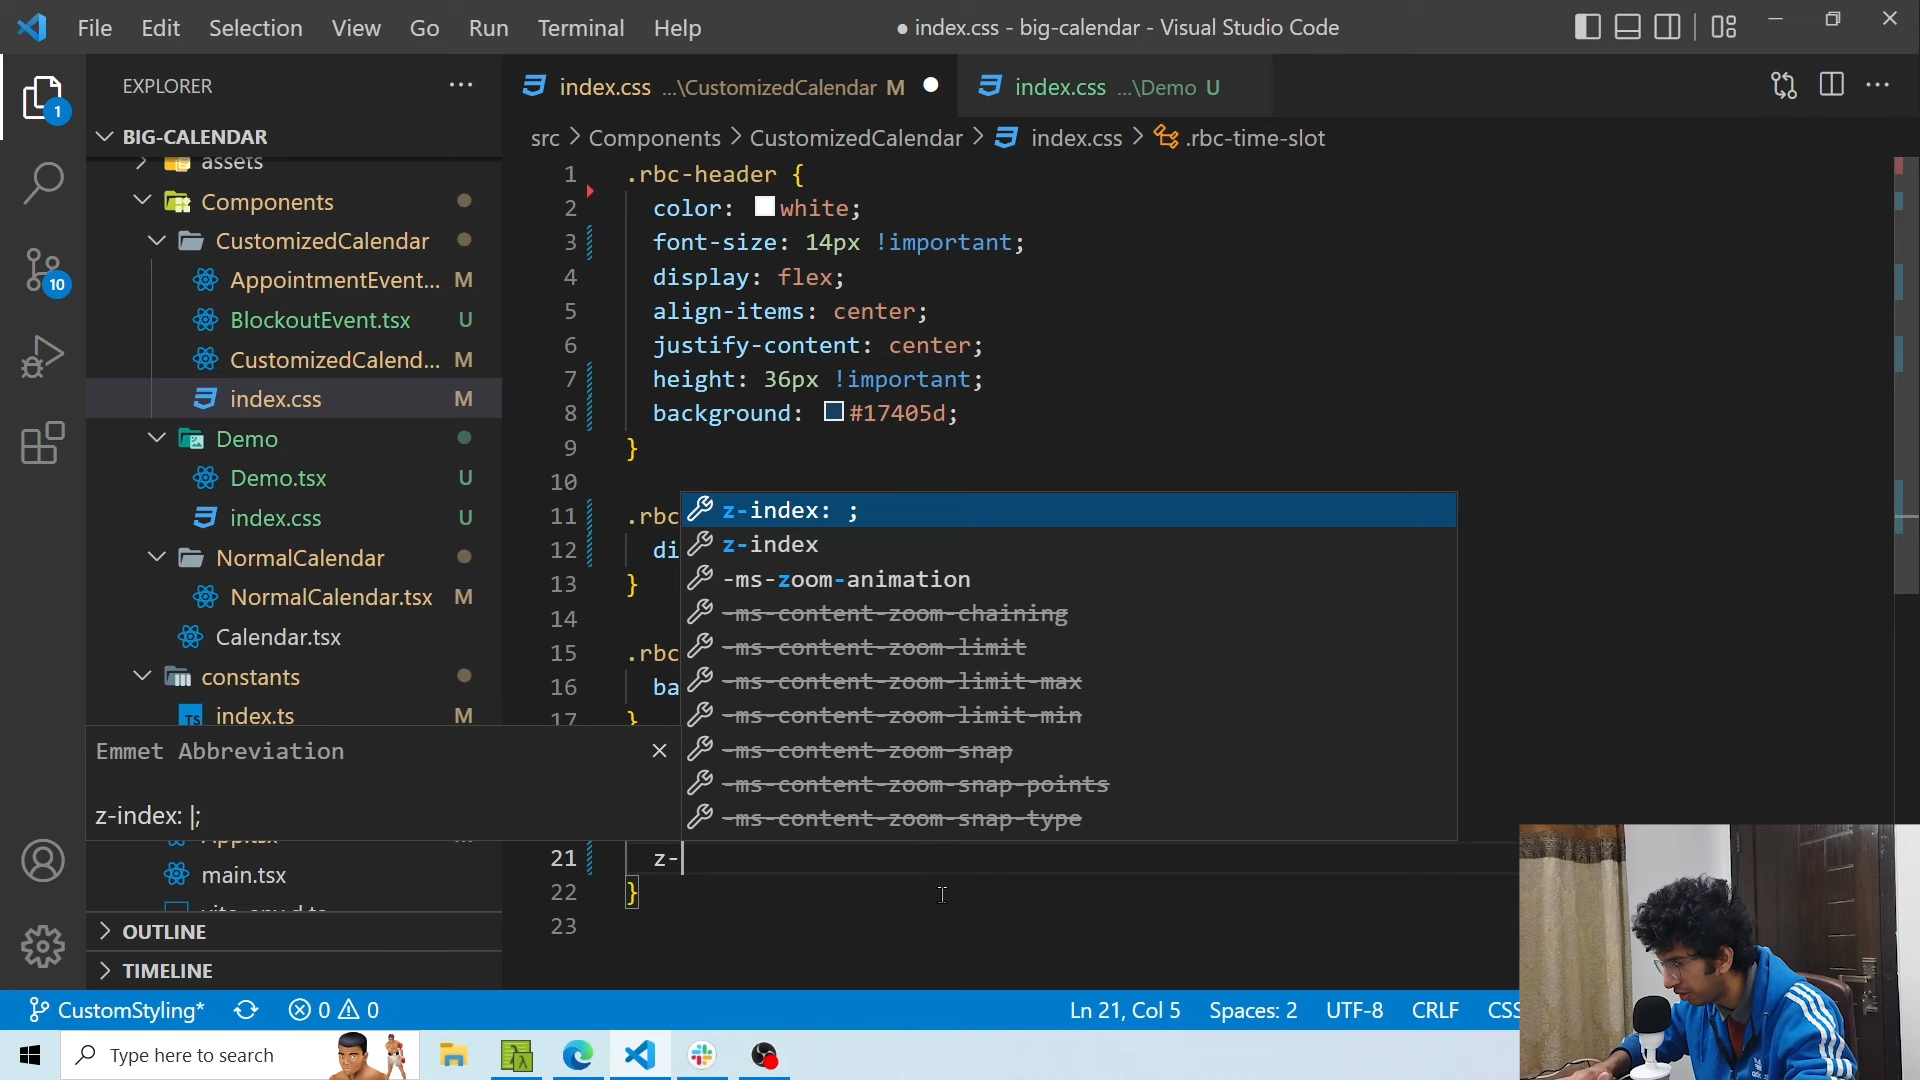 File Edit Selection View Go Run Terminal Help
● index.css - big-calendar - Visual Studio Code
EXPLORER
BIG-CALENDAR
assets
Components
CustomizedCalendar
AppointmentEvent... M
BlockoutEvent.tsx U
CustomizedCalend... M
index.css M
Demo
Demo.tsx U
index.css U
NormalCalendar
NormalCalendar.tsx M
Calendar.tsx
constants
index.ts M
main.tsx
OUTLINE
TIMELINE
1
10
index.css ...\CustomizedCalendar M
index.css ...\Demo U
src > Components > CustomizedCalendar > index.css > .rbc-time-slot
1 .rbc-header {
2 color: white;
3 font-size: 14px !important;
4 display: flex;
5 align-items: center;
6 justify-content: center;
7 height: 36px !important;
8 background: #17405d;
9 }
10
11 .rbc
12 di
13 }
14
15 .rbc
16 ba
17 }
21 z-
22 }
23
z-index: ;
z-index
-ms-zoom-animation
-ms-content-zoom-chaining
-ms-content-zoom-limit
-ms-content-zoom-limit-max
-ms-content-zoom-limit-min
-ms-content-zoom-snap
-ms-content-zoom-snap-points
-ms-content-zoom-snap-type
Emmet Abbreviation
z-index: |;
CustomStyling* 0 0 Ln 21, Col 5 Spaces: 2 UTF-8 CRLF CSS
Type here to search